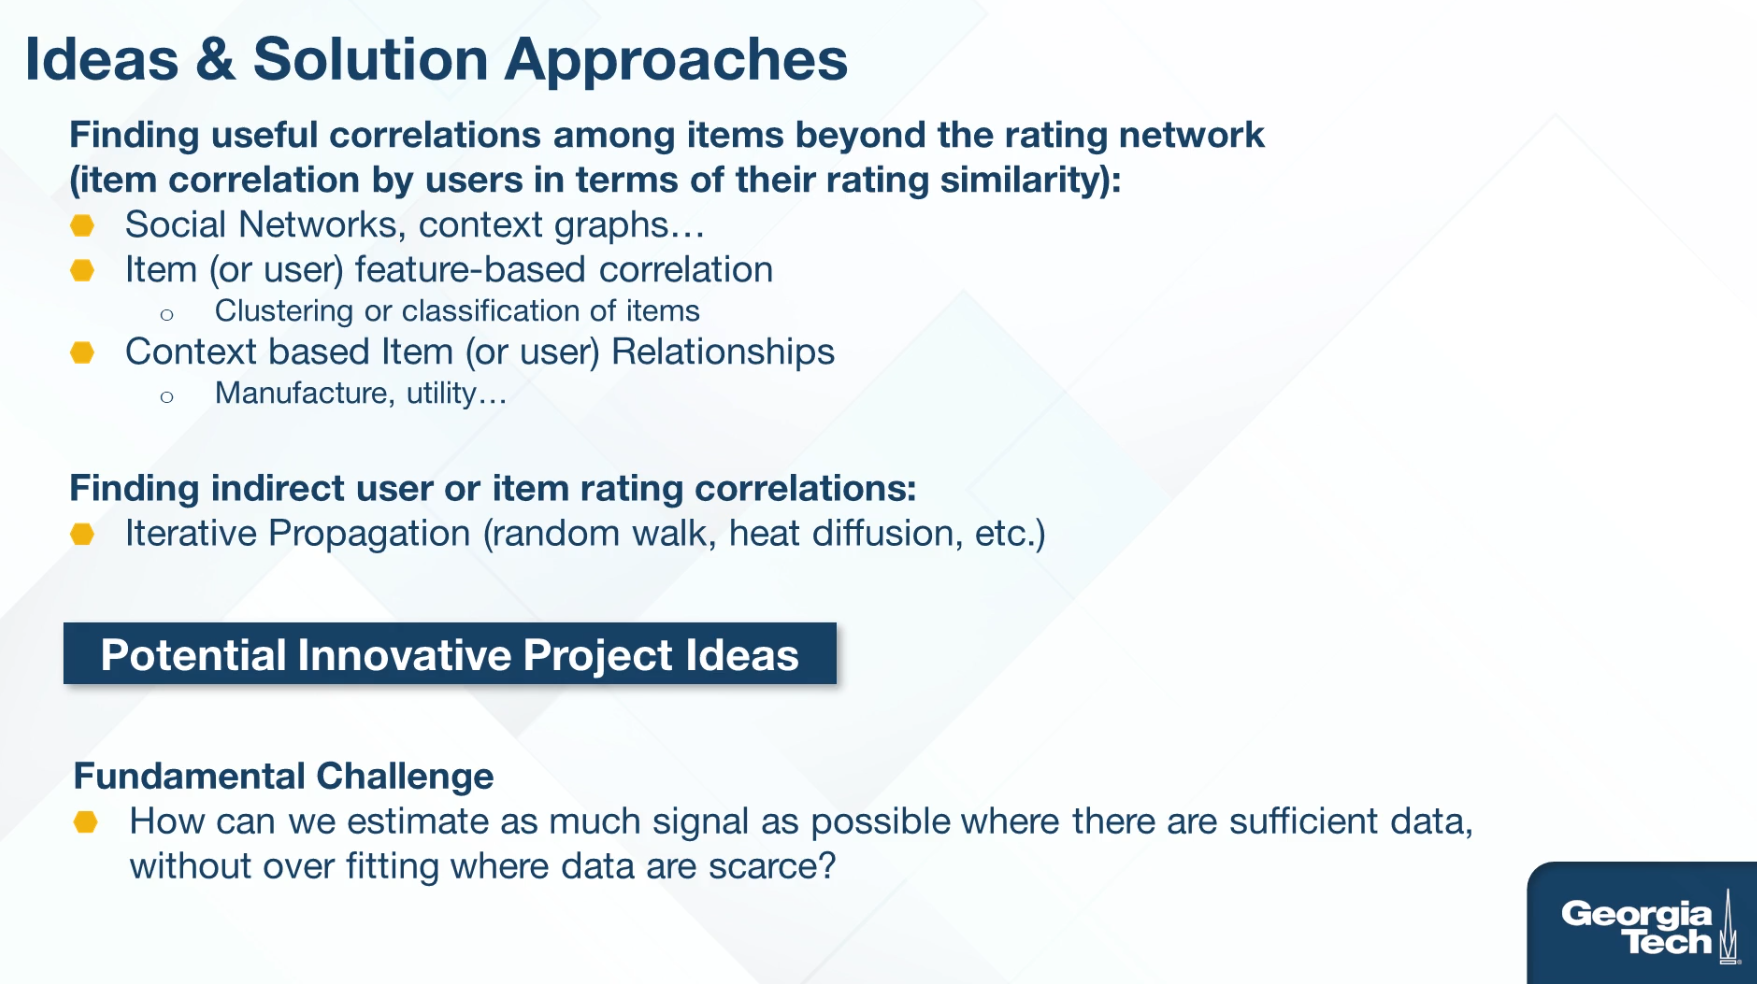 Ideas & Solution Approaches
Finding useful correlations among items beyond the rating network
(item correlation by users in terms of their rating similarity):
Social Networks, context graphs…
Item (or user) feature-based correlation
Clustering or classification of items
Context based Item (or user) Relationships
Manufacture, utility…
Finding indirect user or item rating correlations:
Iterative Propagation (random walk, heat diffusion, etc.)
Potential Innovative Project Ideas
Fundamental Challenge
How can we estimate as much signal as possible where there are sufficient data,
without over fitting where data are scarce?
Georgia
Tech